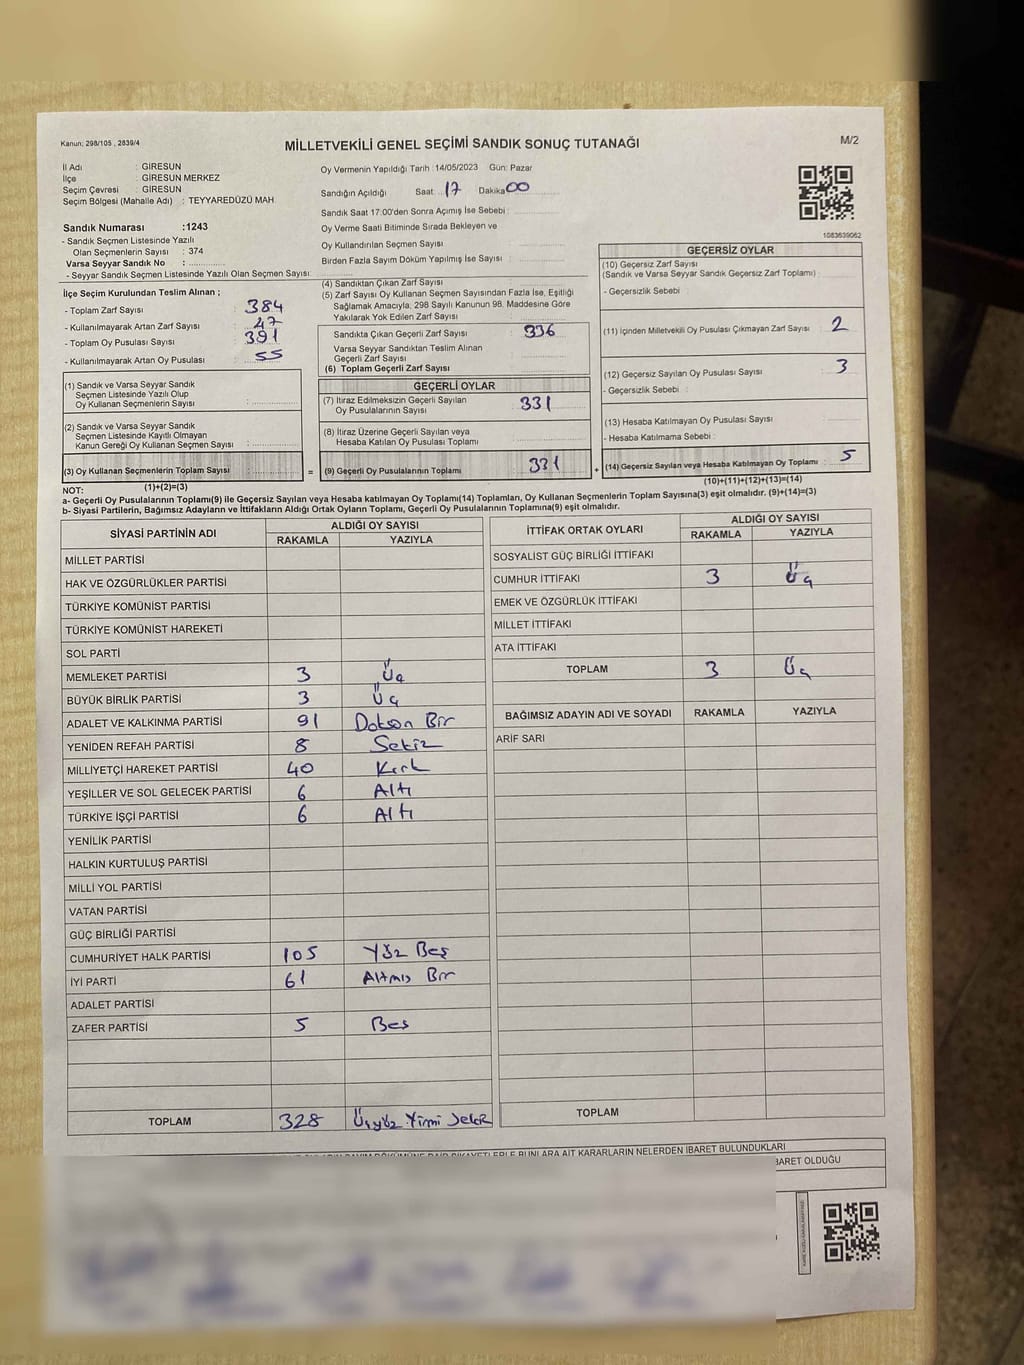 Kanun: 298/105 , 2839/4
MİLLETVEKİLİ GENEL SEÇİMİ SANDIK SONUÇ TUTANAĞI
M/2
İl Adı : GİRESUN
İlçe : GİRESUN MERKEZ
Seçim Çevresi : GİRESUN
Seçim Bölgesi (Mahalle Adı) : TEYYAREDÜZÜ MAH.
Sandık Numarası :1243
- Sandık Seçmen Listesinde Yazılı
Olan Seçmenlerin Sayısı : 374
Varsa Seyyar Sandık No :
- Seyyar Sandık Seçmen Listesinde Yazılı Olan Seçmen Sayısı:
Oy Vermenin Yapıldığı Tarih :14/05/2023 Gün: Pazar
Sandığın Açıldığı Saat 17 Dakika 00
Sandık Saat 17:00'den Sonra Açımış İse Sebebi :
Oy Verme Saati Bitiminde Sırada Bekleyen ve
Oy Kullandırılan Seçmen Sayısı :
Birden Fazla Sayım Döküm Yapılmış İse Sayısı :
1083639062
İlçe Seçim Kurulundan Teslim Alınan ;
- Toplam Zarf Sayısı : 384
- Kullanılmayarak Artan Zarf Sayısı : 47
- Toplam Oy Pusulası Sayısı : 391
- Kullanılmayarak Artan Oy Pusulası : 55
(1) Sandık ve Varsa Seyyar Sandık
Seçmen Listesinde Yazılı Olup
Oy Kullanan Seçmenlerin Sayısı :
(2) Sandık ve Varsa Seyyar Sandık
Seçmen Listesinde Kayıtlı Olmayan
Kanun Gereği Oy Kullanan Seçmen Sayısı :
(3) Oy Kullanan Seçmenlerin Toplam Sayısı :
(1)+(2)=(3)
(4) Sandıktan Çıkan Zarf Sayısı :
(5) Zarf Sayısı Oy Kullanan Seçmen Sayısından Fazla İse, Eşitliği
Sağlamak Amacıyla, 298 Sayılı Kanunun 98. Maddesine Göre
Yakılarak Yok Edilen Zarf Sayısı :
Sandıkta Çıkan Geçerli Zarf Sayısı : 336
Varsa Seyyar Sandıktan Teslim Alınan
Geçerli Zarf Sayısı :
(6) Toplam Geçerli Zarf Sayısı :
GEÇERLİ OYLAR
(7) İtiraz Edilmeksizin Geçerli Sayılan
Oy Pusulalarının Sayısı : 331
(8) İtiraz Üzerine Geçerli Sayılan veya
Hesaba Katılan Oy Pusulası Toplamı :
= (9) Geçerli Oy Pusulalarının Toplamı : 331
GEÇERSİZ OYLAR
(10) Geçersiz Zarf Sayısı
(Sandık ve Varsa Seyyar Sandık Geçersiz Zarf Toplamı) :
- Geçersizlik Sebebi :
(11) İçinden Milletvekili Oy Pusulası Çıkmayan Zarf Sayısı : 2
(12) Geçersiz Sayılan Oy Pusulası Sayısı : 3
- Geçersizlik Sebebi :
(13) Hesaba Katılmayan Oy Pusulası Sayısı :
- Hesaba Katılmama Sebebi :
+ (14) Geçersiz Sayılan veya Hesaba Katılmayan Oy Toplamı : 5
(10)+(11)+(12)+(13)=(14)
NOT:
a- Geçerli Oy Pusulalarının Toplamı(9) ile Geçersiz Sayılan veya Hesaba katılmayan Oy Toplamı(14) Toplamları, Oy Kullanan Seçmenlerin Toplam Sayısına(3) eşit olmalıdır. (9)+(14)=(3)
b- Siyasi Partilerin, Bağımsız Adayların ve İttifakların Aldığı Ortak Oyların Toplamı, Geçerli Oy Pusulalarının Toplamına(9) eşit olmalıdır.
SİYASİ PARTİNİN ADI ALDIĞI OY SAYISI
RAKAMLA YAZIYLA
MİLLET PARTİSİ
HAK VE ÖZGÜRLÜKLER PARTİSİ
TÜRKİYE KOMÜNİST PARTİSİ
TÜRKİYE KOMÜNİST HAREKETİ
SOL PARTİ
MEMLEKET PARTİSİ 3 Üç
BÜYÜK BİRLİK PARTİSİ 3 Üç
ADALET VE KALKINMA PARTİSİ 91 Doksan Bir
YENİDEN REFAH PARTİSİ 8 Sekiz
MİLLİYETÇİ HAREKET PARTİSİ 40 Kırk
YEŞİLLER VE SOL GELECEK PARTİSİ 6 Altı
TÜRKİYE İŞÇİ PARTİSİ 6 Altı
YENİLİK PARTİSİ
HALKIN KURTULUŞ PARTİSİ
MİLLİ YOL PARTİSİ
VATAN PARTİSİ
GÜÇ BİRLİĞİ PARTİSİ
CUMHURİYET HALK PARTİSİ 105 Yüz Beş
İYİ PARTİ 61 Altmış Bir
ADALET PARTİSİ
ZAFER PARTİSİ 5 Beş
TOPLAM 328 Üçyüz Yirmi Sekiz
İTTİFAK ORTAK OYLARI ALDIĞI OY SAYISI
RAKAMLA YAZIYLA
SOSYALİST GÜÇ BİRLİĞİ İTTİFAKI
CUMHUR İTTİFAKI 3 Üç
EMEK VE ÖZGÜRLÜK İTTİFAKI
MİLLET İTTİFAKI
ATA İTTİFAKI
TOPLAM 3 Üç
BAĞIMSIZ ADAYIN ADI VE SOYADI RAKAMLA YAZIYLA
ARİF SARI
TOPLAM
KARARLARIN NELERDEN İBARET BULUNDUKLARI
OLDUĞU